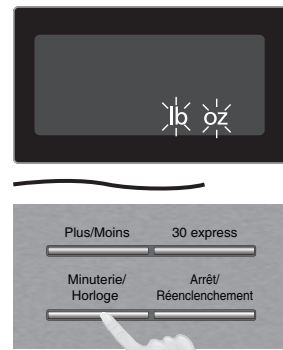 lb oz
Plus/Moins 30 express
Minuterie/ Arrêt/
Horloge Réenclenchement